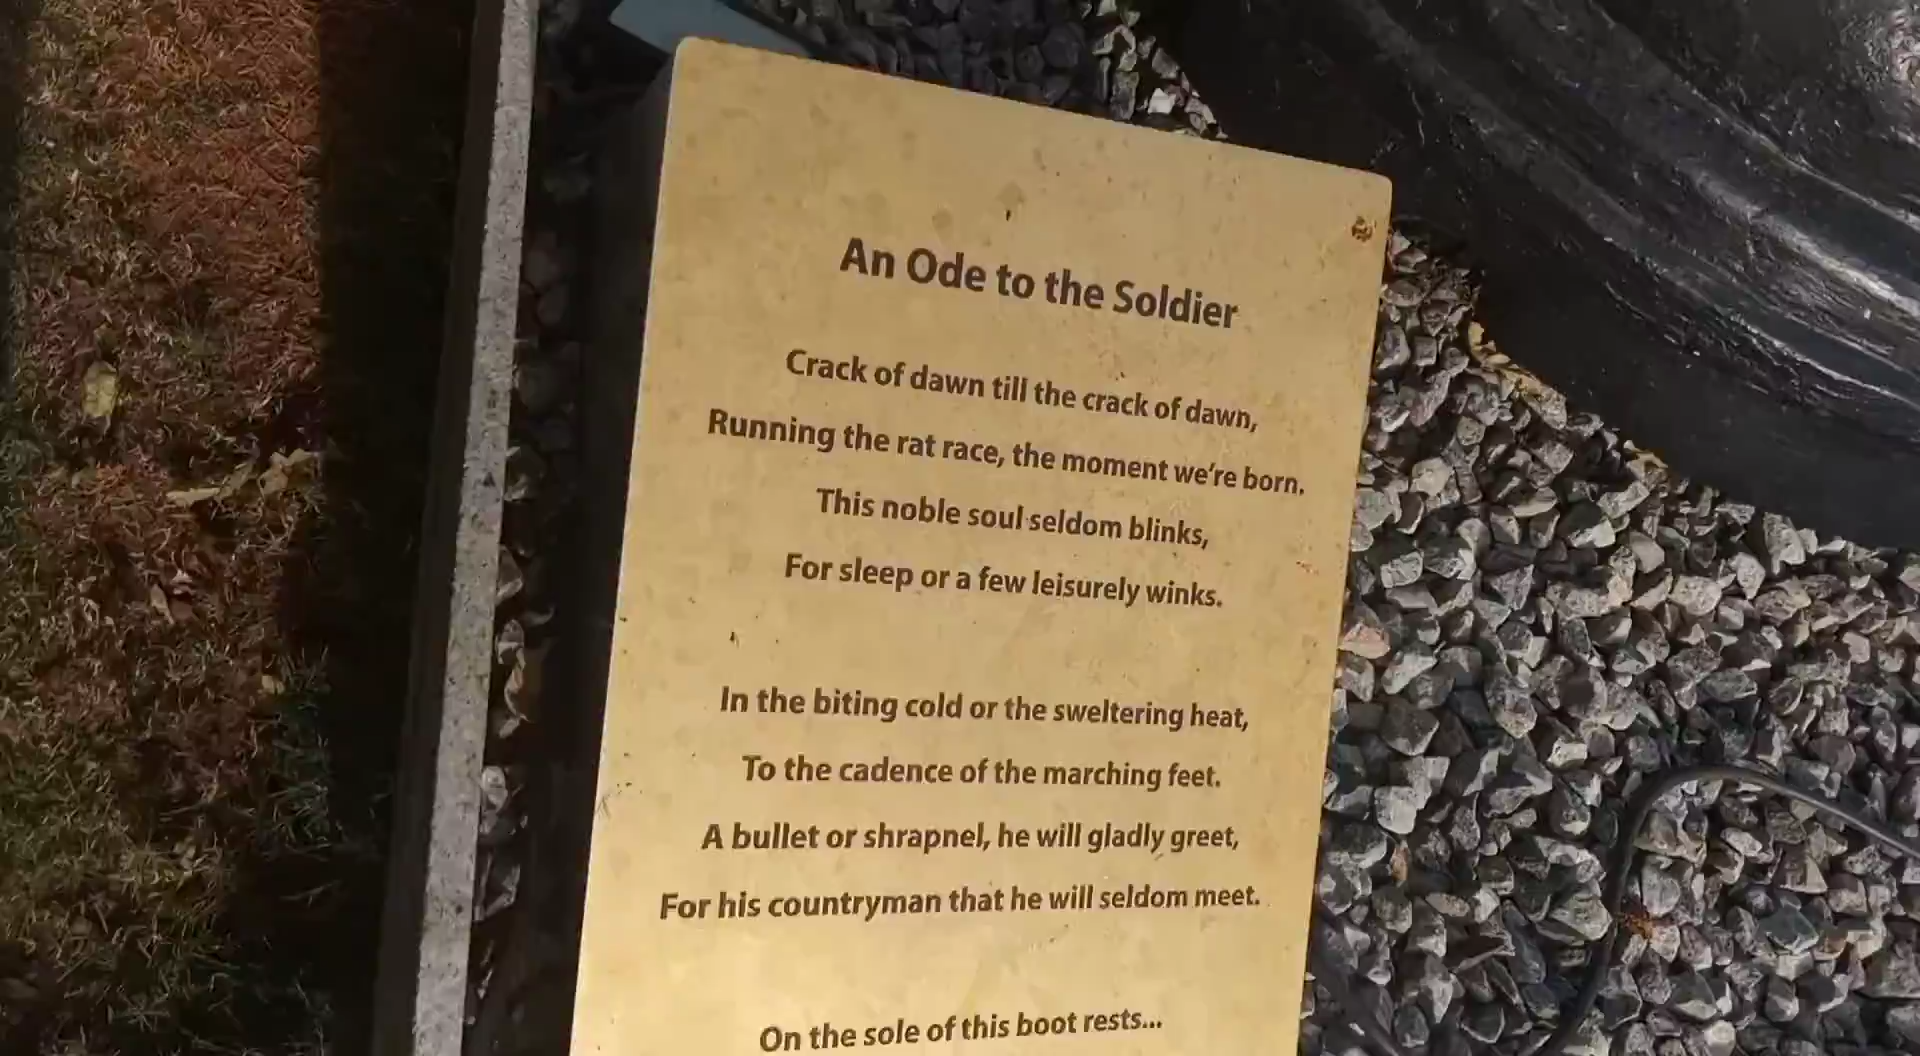 An Ode to the Soldier
Crack of dawn till the crack of dawn,
Running the rat race, the moment we're born.
This noble soul seldom blinks,
For sleep or a few leisurely winks.
In the biting cold or the sweltering heat,
To the cadence of the marching feet.
A bullet or shrapnel, he will gladly greet,
For his countryman that he will seldom meet.
On the sole of this boot rests...